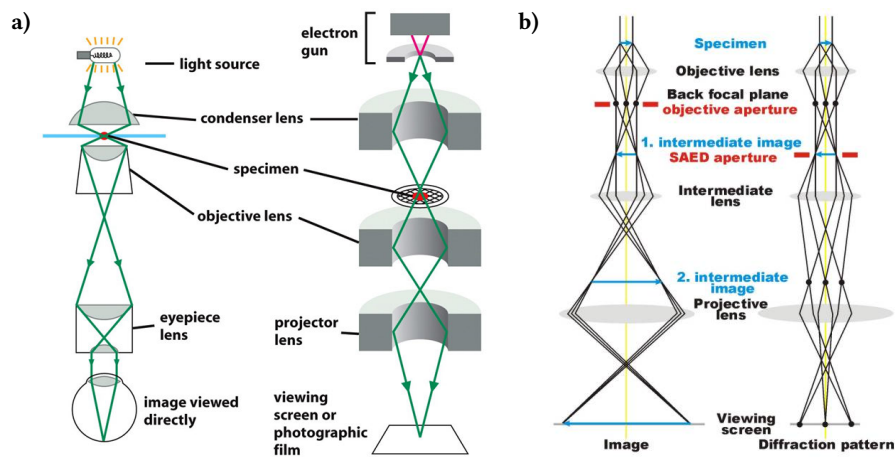 a)
light source
electron
gun
condenser lens
specimen
objective lens
eyepiece
lens
projector
lens
image viewed
directly
viewing
screen or
photographic
film
b)
Specimen
Objective lens
Back focal plane
objective aperture
1. intermediate image
SAED aperture
Intermediate
lens
2. intermediate
image
Projective
lens
Viewing
screen
Image
Diffraction pattern